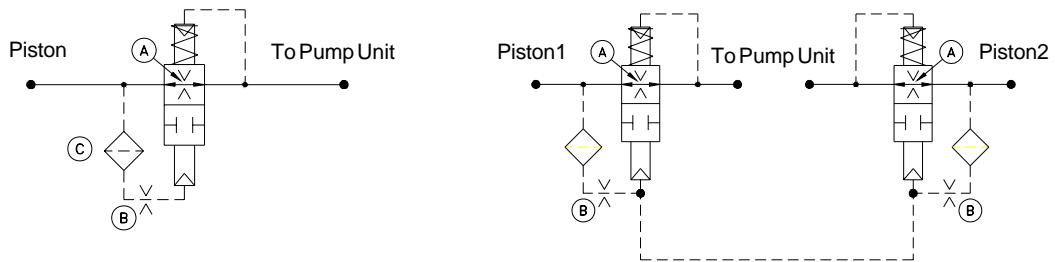 Piston
A
To Pump Unit
C
B
Piston1
A
To Pump Unit
A
Piston2
B
B